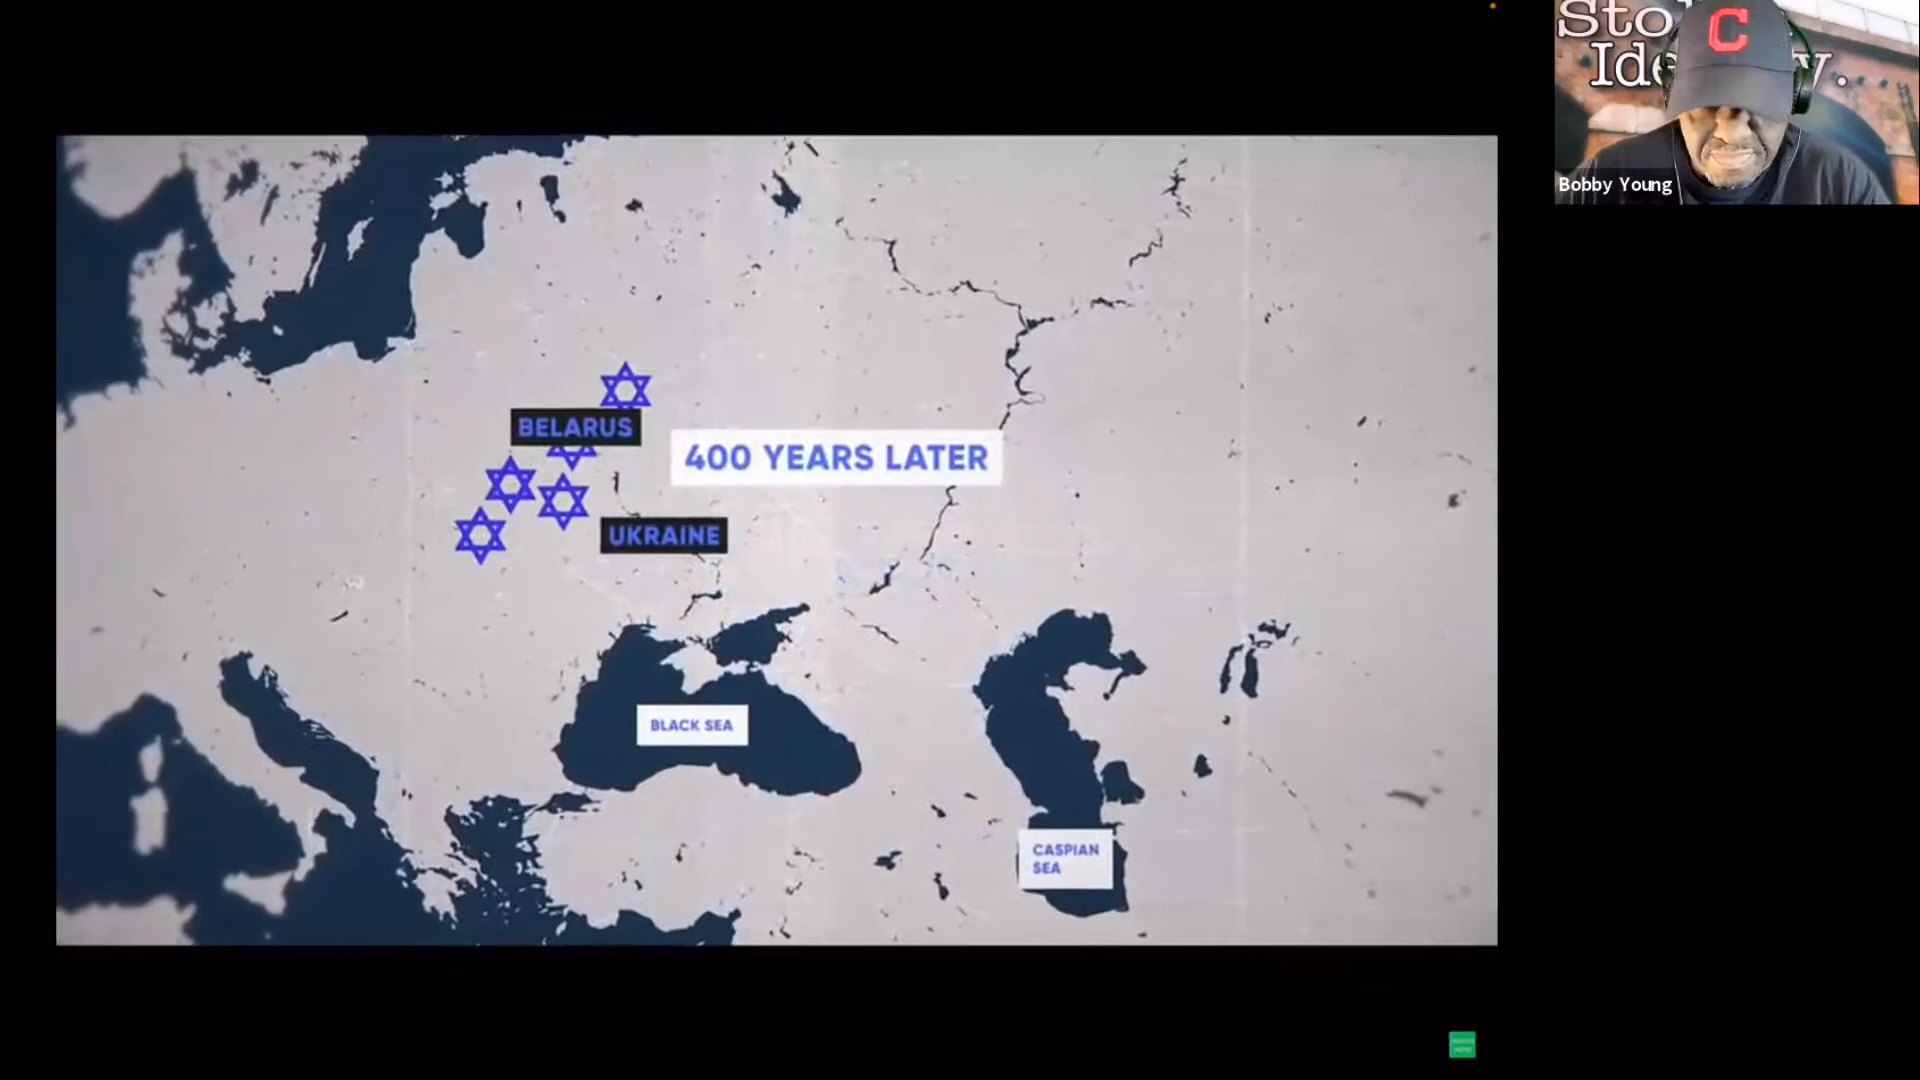 BELARUS
400 YEARS LATER
UKRAINE
BLACK SEA
CASPIAN
SEA
C
Bobby Young